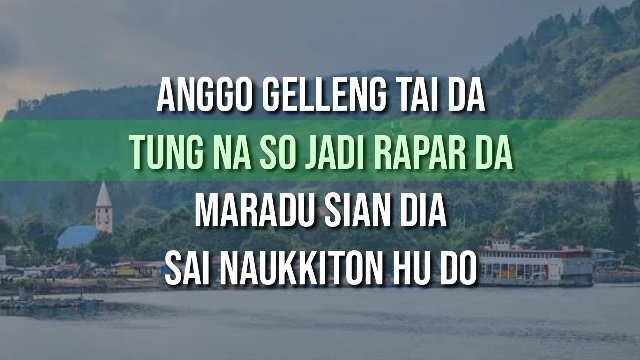 ANGGO GELLENG TAI DA
TUNG NA SO JADI RAPAR DA
MARADU SIAN DIA
SAI NAUKKITON HU DO